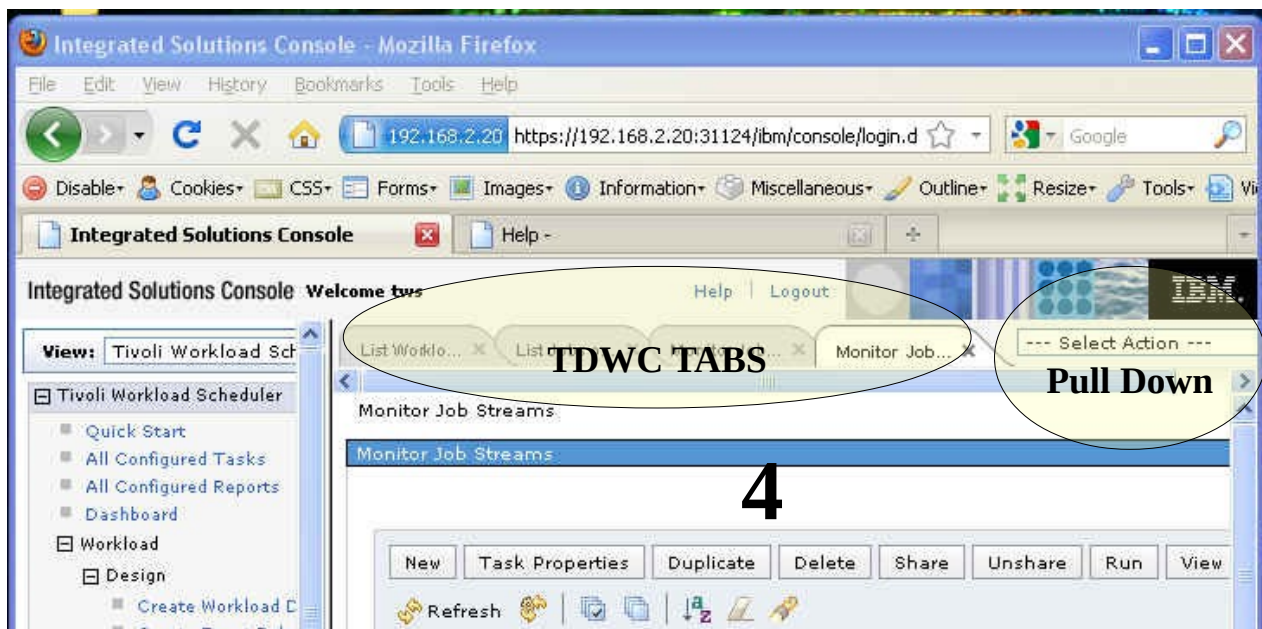 Integrated Solutions Console - Mozilla Firefox
File Edit View History Bookmarks Tools Help
192.168.2.20 https://192.168.2.20:31124/ibm/console/login.d Google
Disable Cookies CSS Forms Images Information Miscellaneous Outline Resize Tools Vi
Integrated Solutions Console Help -
Integrated Solutions Console Welcome tws Help Logout IBM.
View: Tivoli Workload Sch
List Worklo... List Monitor Job... --- Select Action ---
TDWC TABS
Pull Down
Tivoli Workload Scheduler
Quick Start
All Configured Tasks
All Configured Reports
Dashboard
Workload
Design
Create Workload D
Monitor Job Streams
Monitor Job Streams
4
New Task Properties Duplicate Delete Share Unshare Run View
Refresh